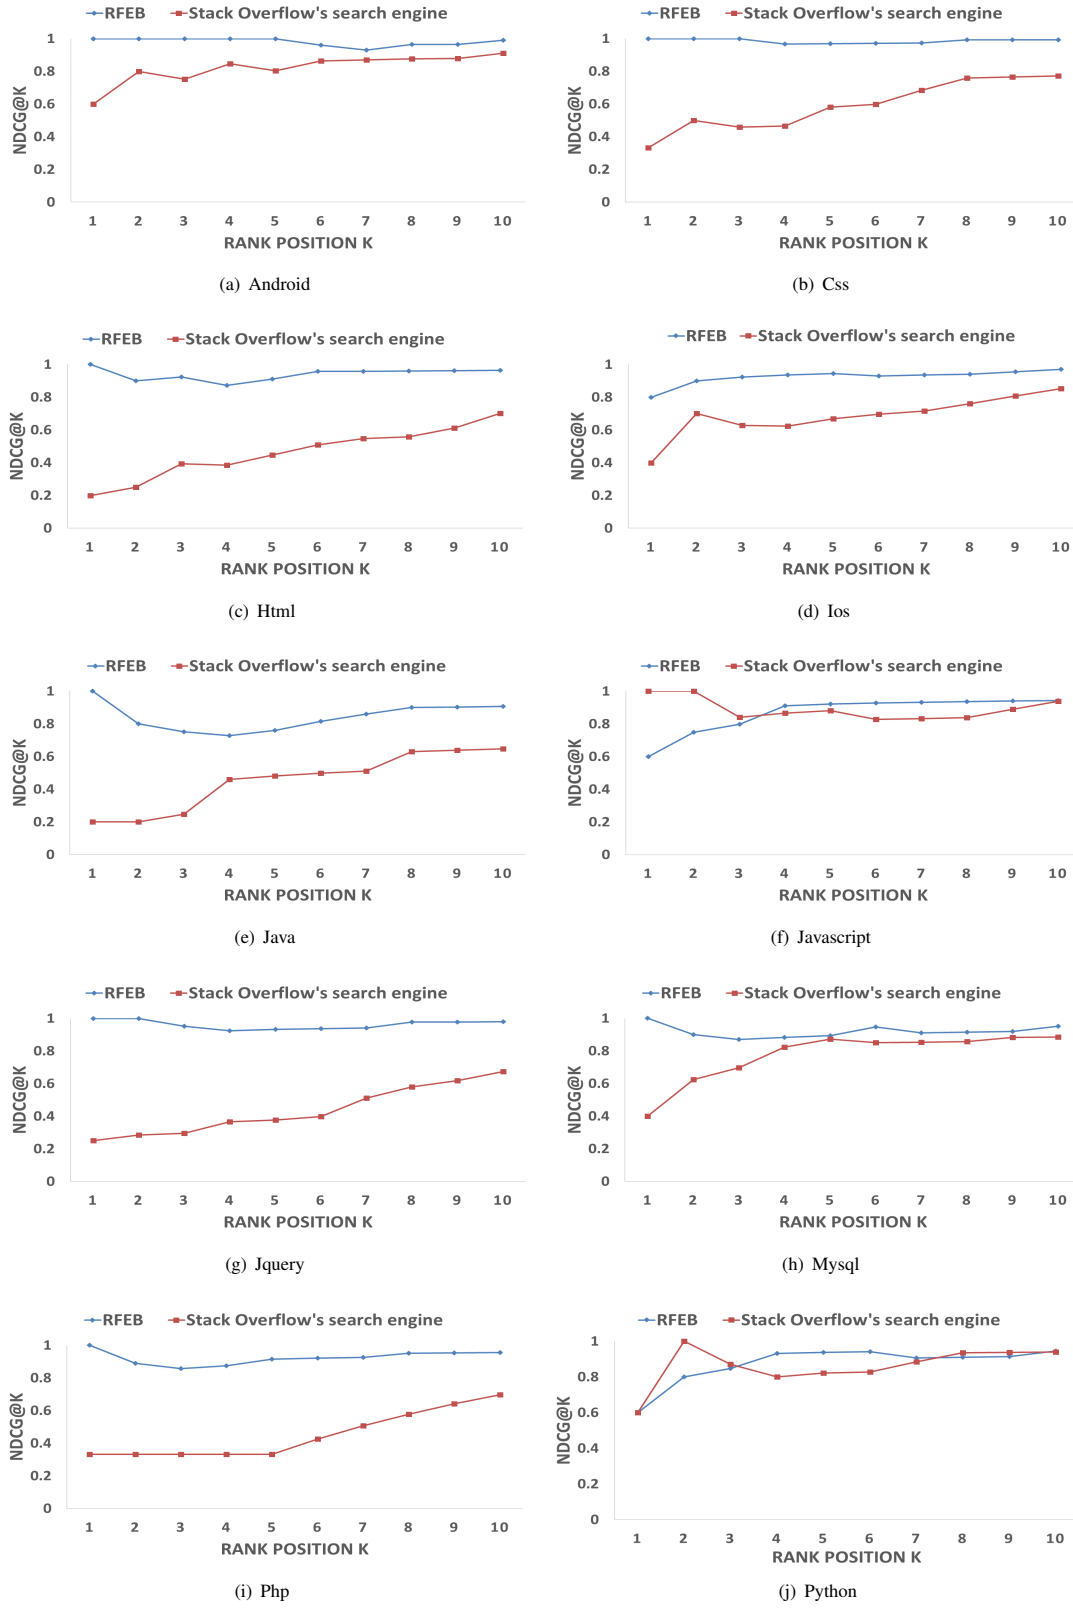 RFEB Stack Overflow's search engine
1
0.8
0.6
0.4
0.2
0
NDCG@K
1 2 3 4 5 6 7 8 9 10
RANK POSITION K
(a) Android
RFEB Stack Overflow's search engine
1
0.8
0.6
0.4
0.2
0
NDCG@K
1 2 3 4 5 6 7 8 9 10
RANK POSITION K
(b) Css
RFEB Stack Overflow's search engine
1
0.8
0.6
0.4
0.2
0
NDCG@K
1 2 3 4 5 6 7 8 9 10
RANK POSITION K
(c) Html
RFEB Stack Overflow's search engine
1
0.8
0.6
0.4
0.2
0
NDCG@K
1 2 3 4 5 6 7 8 9 10
RANK POSITION K
(d) Ios
RFEB Stack Overflow's search engine
1
0.8
0.6
0.4
0.2
0
NDCG@K
1 2 3 4 5 6 7 8 9 10
RANK POSITION K
(e) Java
RFEB Stack Overflow's search engine
1
0.8
0.6
0.4
0.2
0
NDCG@K
1 2 3 4 5 6 7 8 9 10
RANK POSITION K
(f) Javascript
RFEB Stack Overflow's search engine
1
0.8
0.6
0.4
0.2
0
NDCG@K
1 2 3 4 5 6 7 8 9 10
RANK POSITION K
(g) Jquery
RFEB Stack Overflow's search engine
1
0.8
0.6
0.4
0.2
0
NDCG@K
1 2 3 4 5 6 7 8 9 10
RANK POSITION K
(h) Mysql
RFEB Stack Overflow's search engine
1
0.8
0.6
0.4
0.2
0
NDCG@K
1 2 3 4 5 6 7 8 9 10
RANK POSITION K
(i) Php
RFEB Stack Overflow's search engine
1
0.8
0.6
0.4
0.2
0
NDCG@K
1 2 3 4 5 6 7 8 9 10
RANK POSITION K
(j) Python